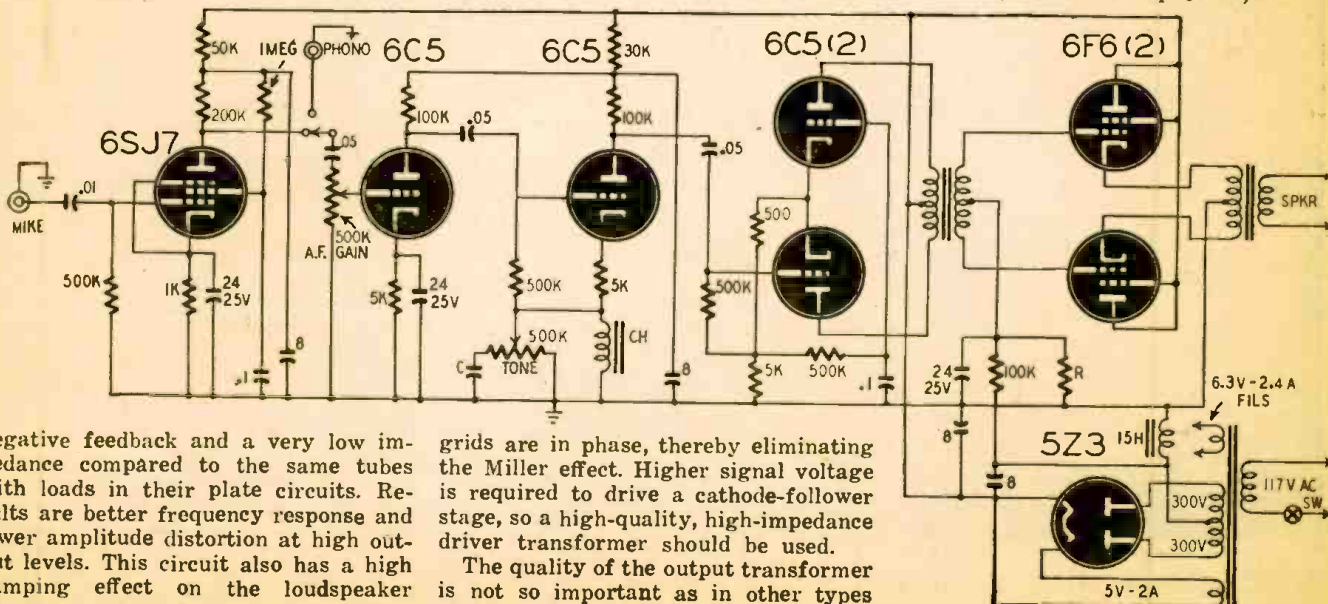 50K
1MEG
PHONO
6C5
6C5
30K
6C5(2)
6F6(2)
200K
100K
.05
100K
6SJ7
.05
.05
.01
MIKE
500K
A.F. GAIN
500
SPKR
500K
1K
24
25V
5K
24
25V
500K
5K
500K
8
C
500K
TONE
CH
8
5K
500K
.1
24
25V
100K
R
6.3V-2.4A
FILS
.1
8
15H
5Z3
8
117V AC
SW.
300V
300V
5V-2A
egative feedback and a very low im-
edance compared to the same tubes
ith loads in their plate circuits. Re-
ults are better frequency response and
wer amplitude distortion at high out-
ut levels. This circuit also has a high
amping effect on the loudspeaker
grids are in phase, thereby eliminating
the Miller effect. Higher signal voltage
is required to drive a cathode-follower
stage, so a high-quality, high-impedance
driver transformer should be used.
The quality of the output transformer
is not so important as in other types